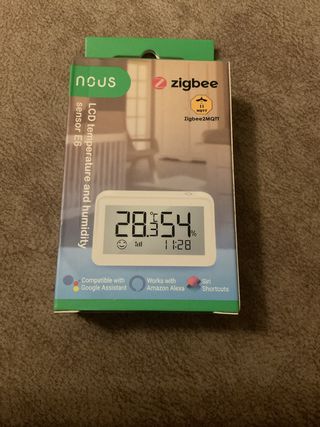 nous
zigbee
MQTT
Zigbee2MQTT
LCD temperature and humidity
sensor E6
28.3°C 54%
11:28
Compatible with
Google Assistant
Works with
Amazon Alexa
Siri
Shortcuts